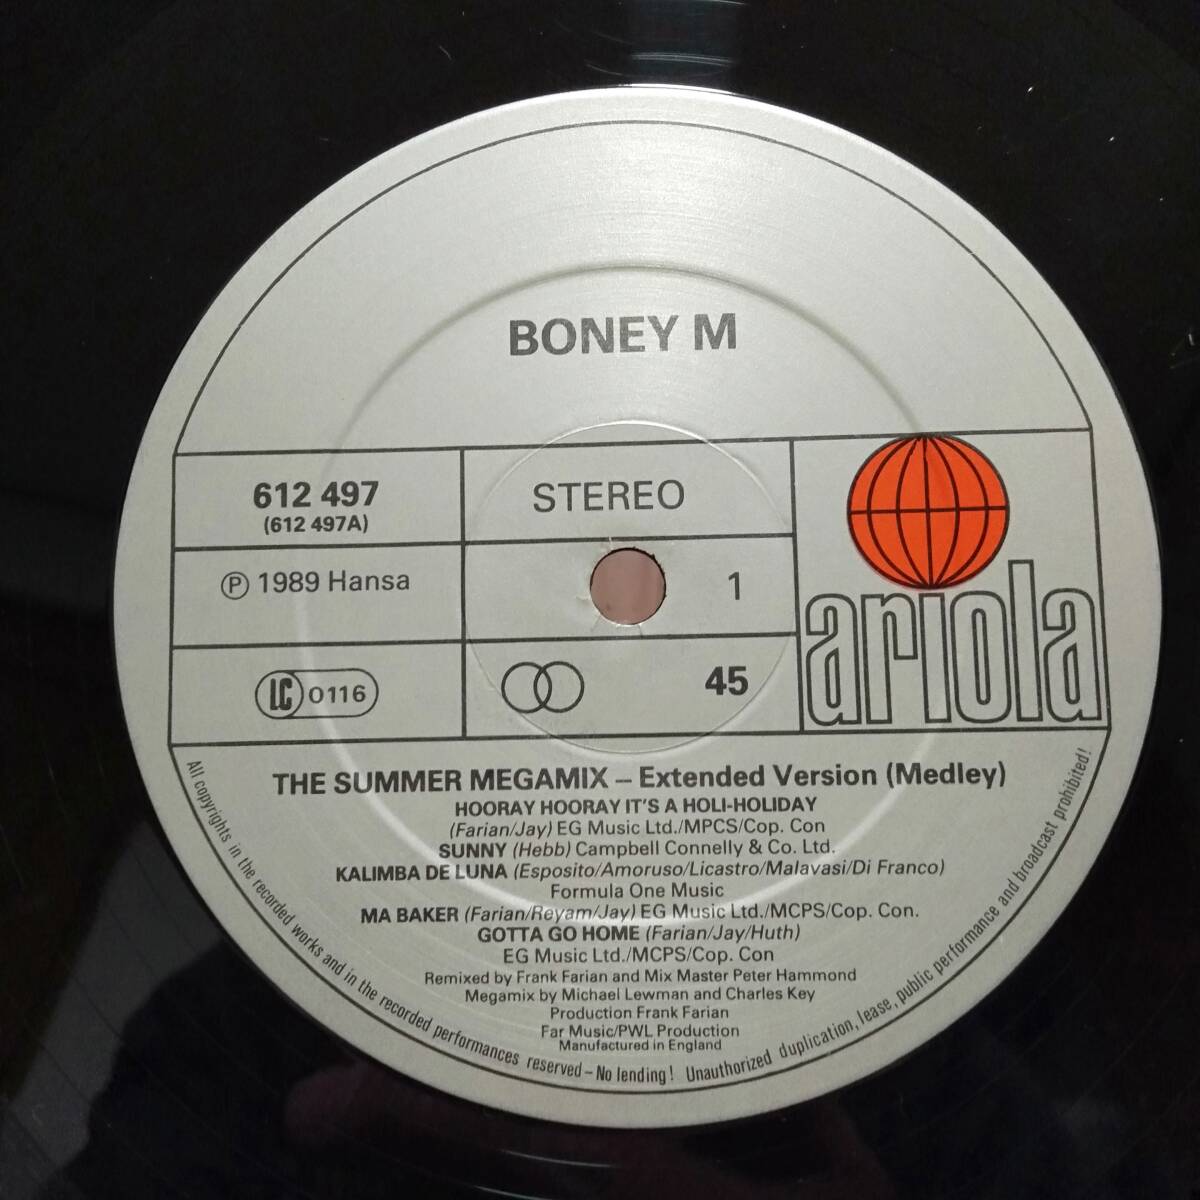 BONEY M
612 497
(612 497A)
STEREO
℗ 1989 Hansa
1
LC 0116
45
ariola
THE SUMMER MEGAMIX – Extended Version (Medley)
HOORAY HOORAY IT'S A HOLI-HOLIDAY
(Farian/Jay) EG Music Ltd./MPCS/Cop. Con
SUNNY (Hebb) Campbell Connelly & Co. Ltd.
KALIMBA DE LUNA (Esposito/Amoruso/Licastro/Malavasi/Di Franco)
Formula One Music
MA BAKER (Farian/Reyam/Jay) EG Music Ltd./MCPS/Cop. Con.
GOTTA GO HOME (Farian/Jay/Huth)
EG Music Ltd./MCPS/Cop. Con
Remixed by Frank Farian and Mix Master Peter Hammond
Megamix by Michael Lewman and Charles Key
Production Frank Farian
Far Music/PWL Production
Manufactured in England
All copyrights in the recorded works and in the recorded performances reserved – No lending! Unauthorized duplication, lease, public performance and broadcast prohibited!